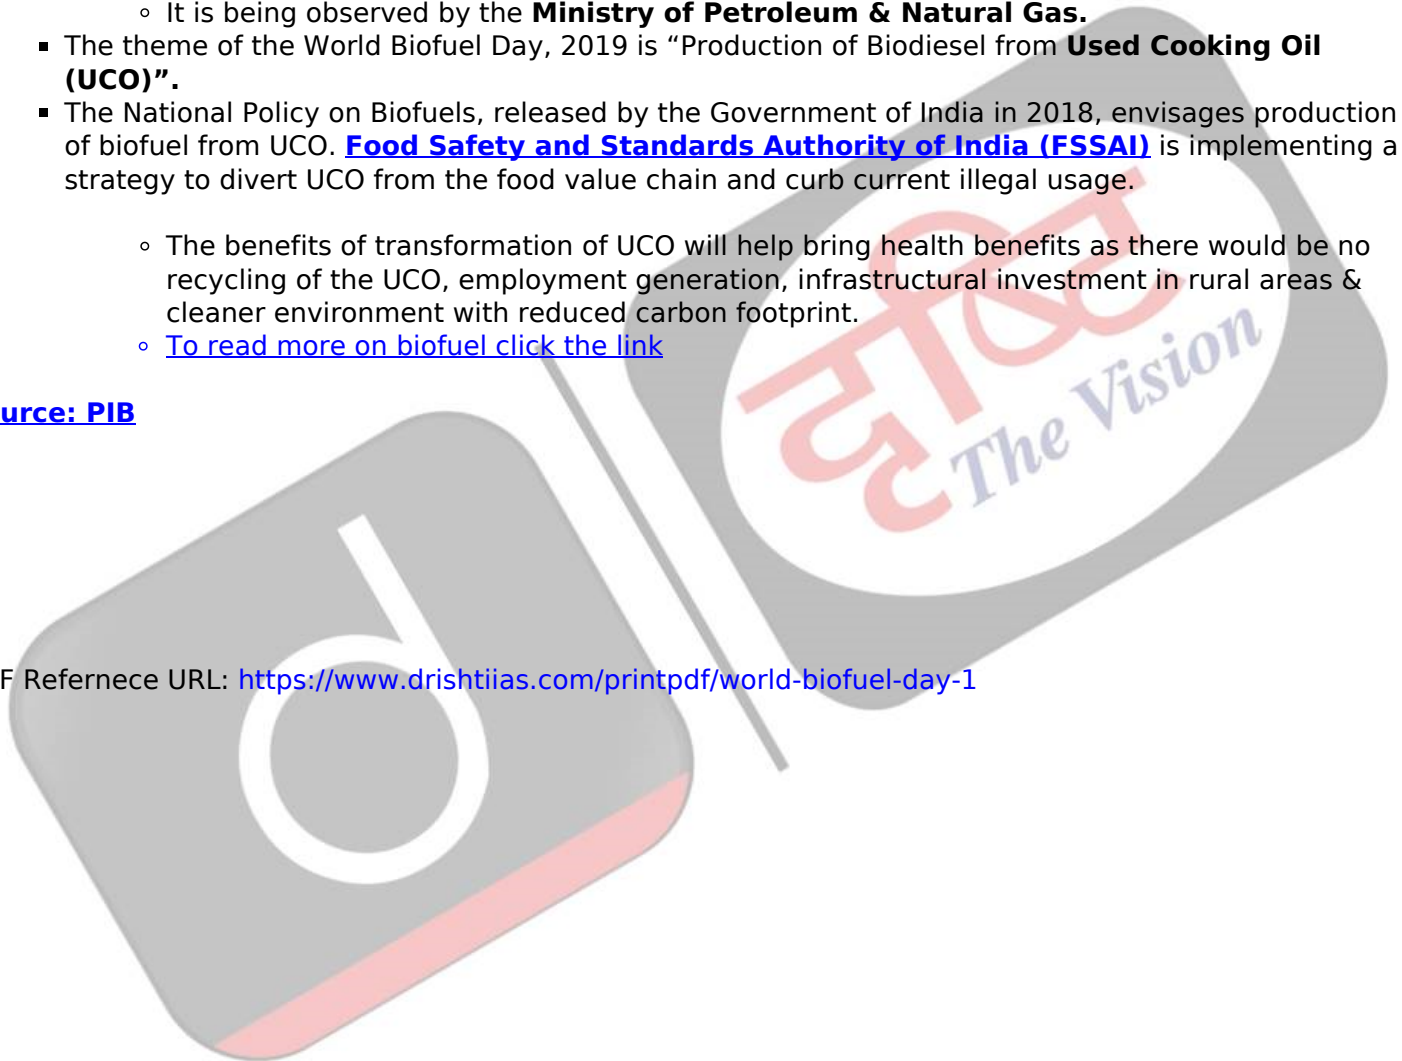 ◦ It is being observed by the Ministry of Petroleum & Natural Gas.
▪ The theme of the World Biofuel Day, 2019 is “Production of Biodiesel from Used Cooking Oil
(UCO)”.
▪ The National Policy on Biofuels, released by the Government of India in 2018, envisages production
of biofuel from UCO. Food Safety and Standards Authority of India (FSSAI) is implementing a
strategy to divert UCO from the food value chain and curb current illegal usage.
◦ The benefits of transformation of UCO will help bring health benefits as there would be no
recycling of the UCO, employment generation, infrastructural investment in rural areas &
cleaner environment with reduced carbon footprint.
◦ To read more on biofuel click the link
दृष्टि
The Vision
urce: PIB
F Refernece URL: https://www.drishtiias.com/printpdf/world-biofuel-day-1
d